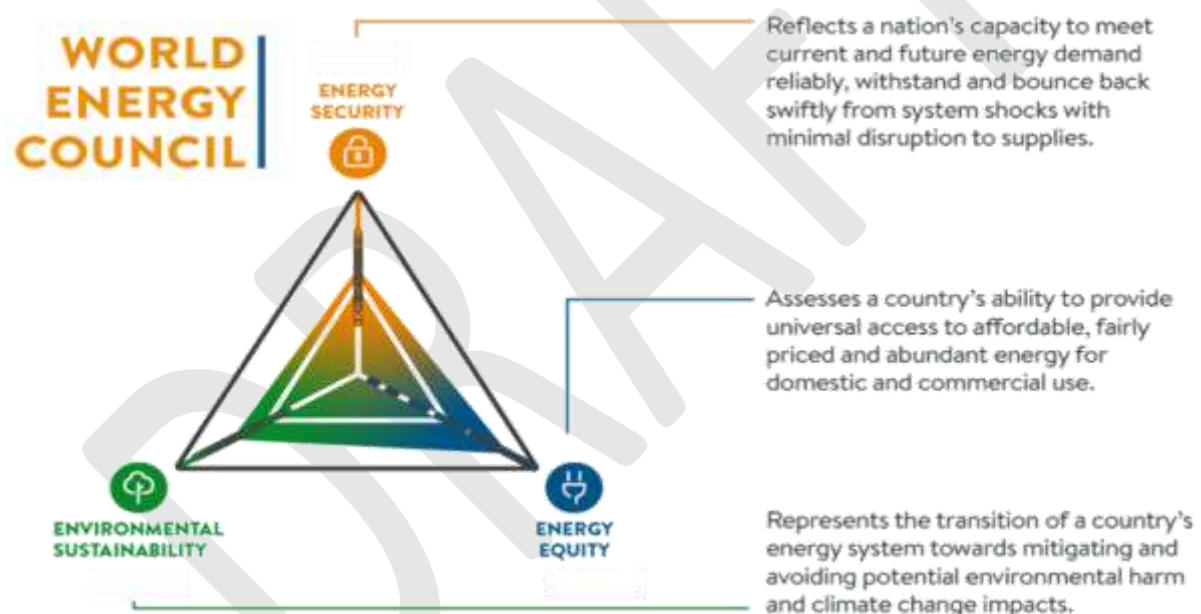 WORLD
ENERGY
COUNCIL
ENERGY
SECURITY
Reflects a nation's capacity to meet
current and future energy demand
reliably, withstand and bounce back
swiftly from system shocks with
minimal disruption to supplies.
Assesses a country's ability to provide
universal access to affordable, fairly
priced and abundant energy for
domestic and commercial use.
ENVIRONMENTAL
SUSTAINABILITY
ENERGY
EQUITY
Represents the transition of a country's
energy system towards mitigating and
avoiding potential environmental harm
and climate change impacts.
DRAF